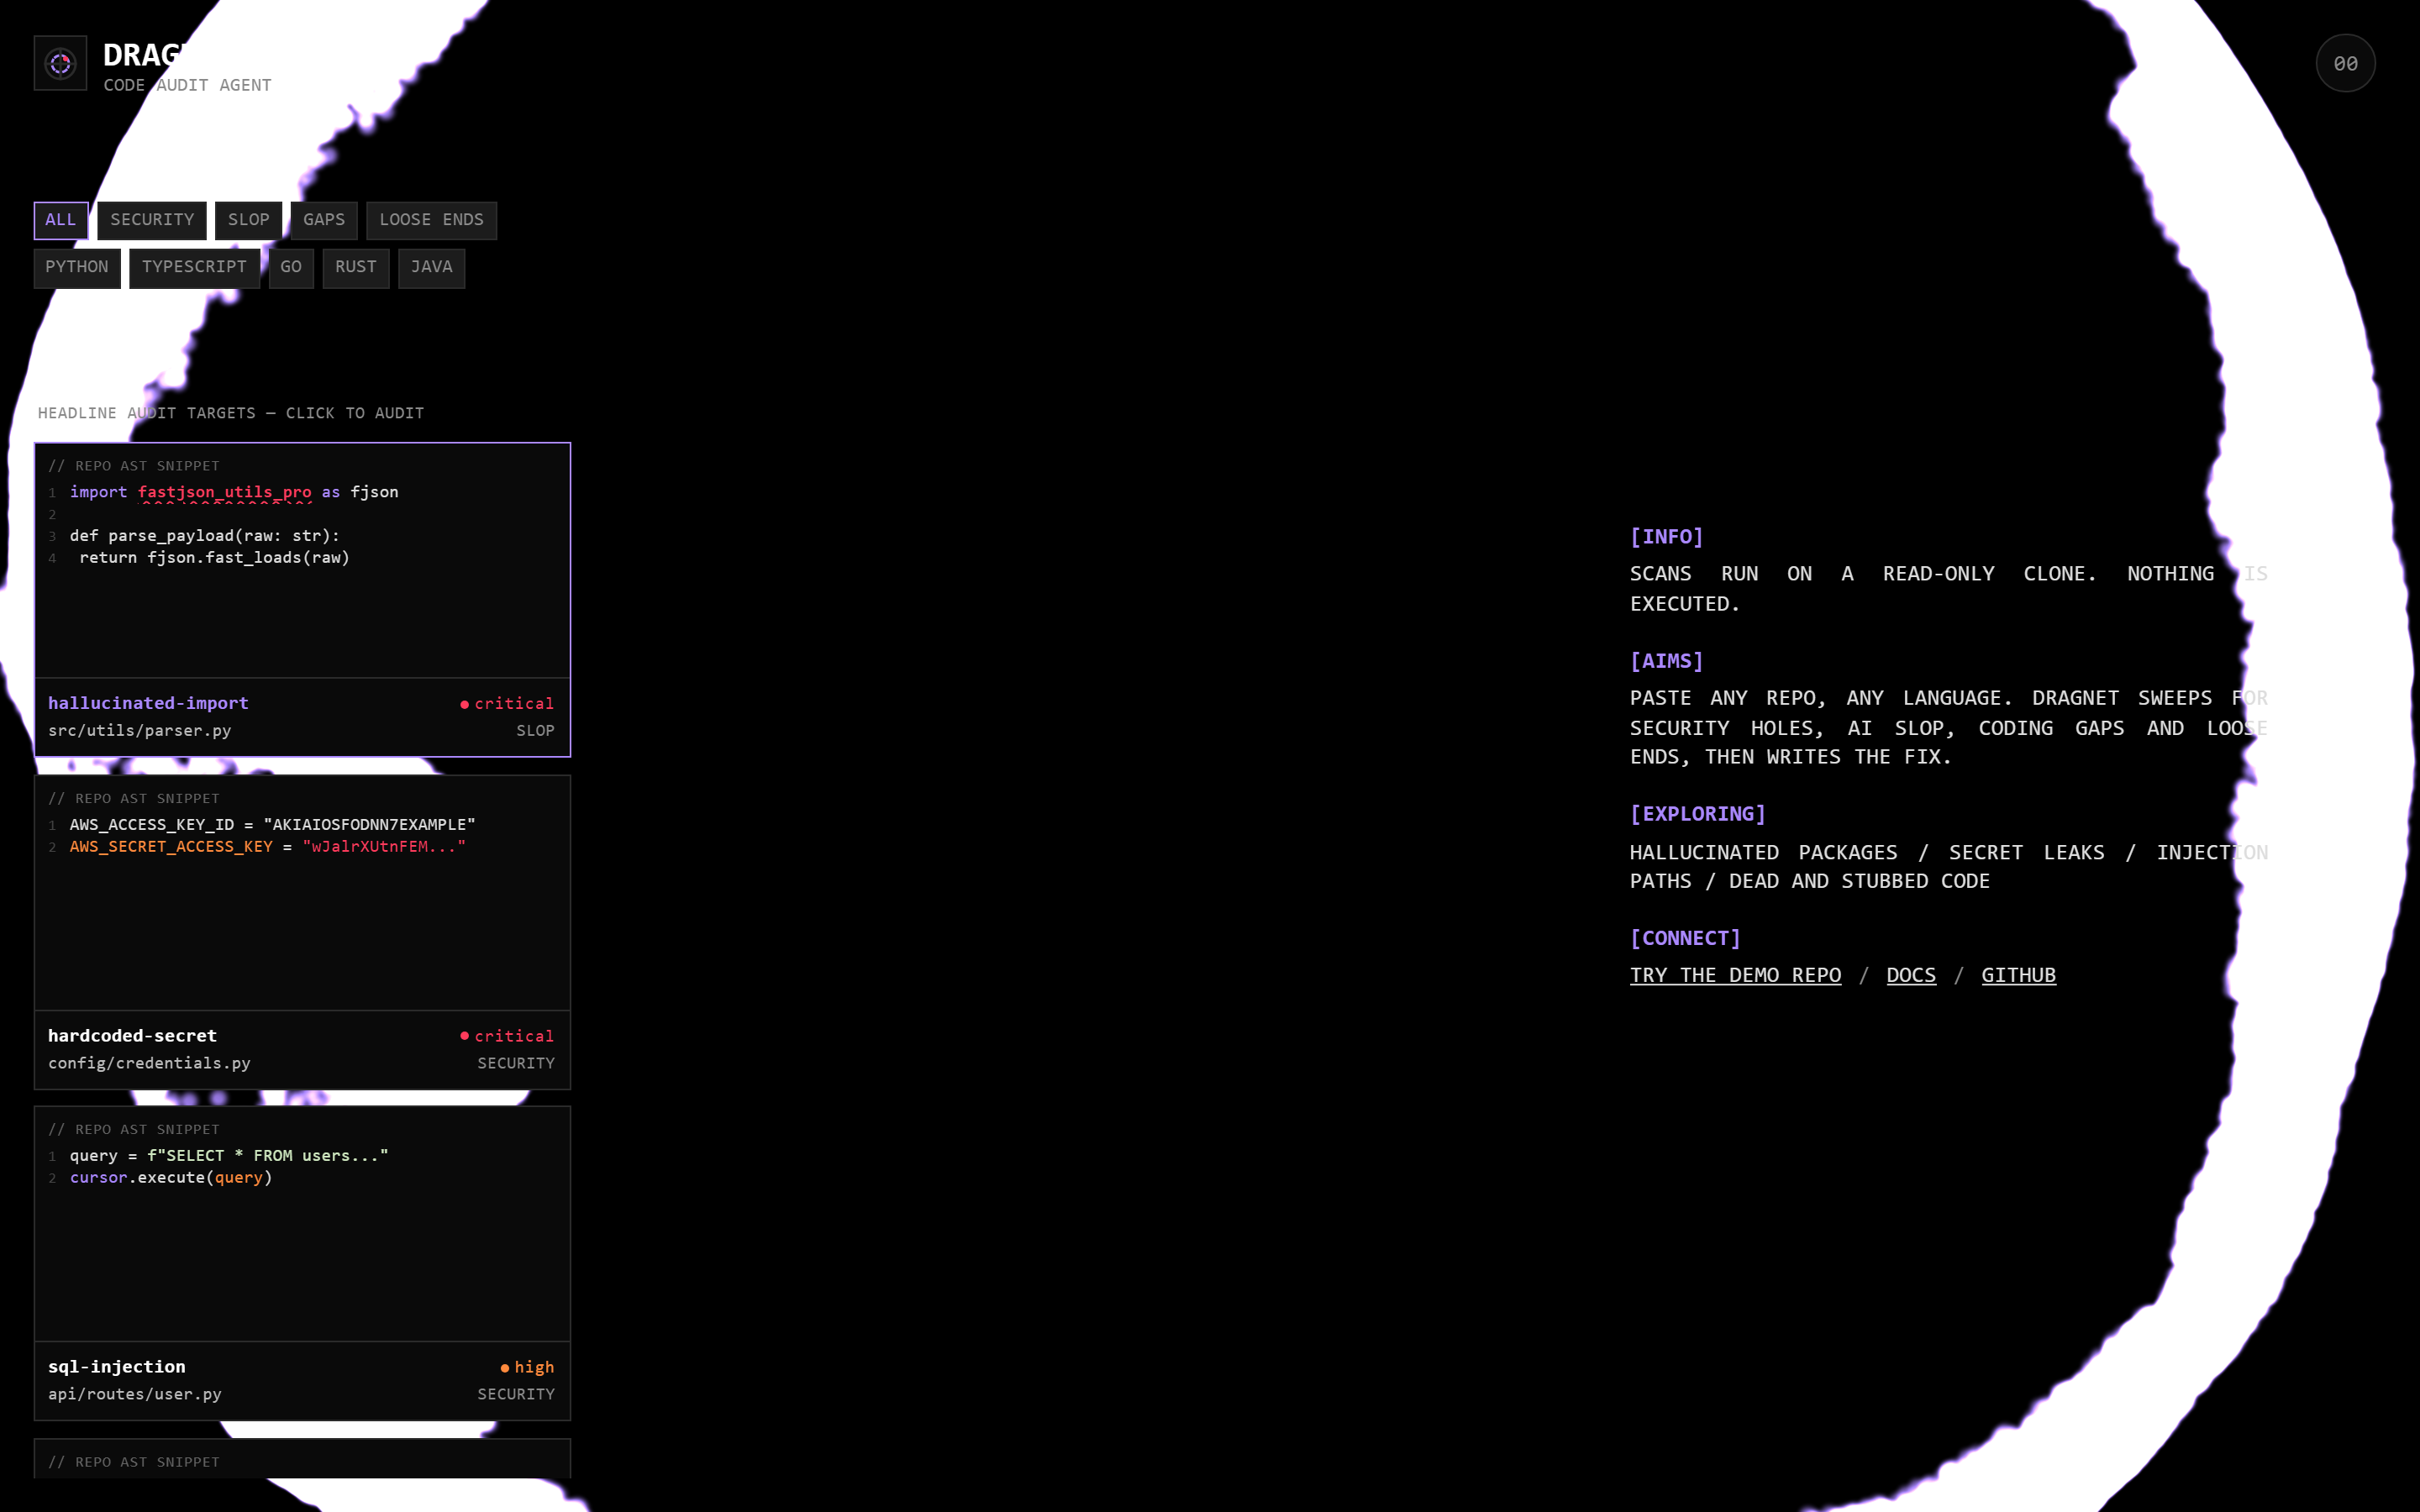 DRAG
CODE AUDIT AGENT
00
ALL SECURITY SLOP GAPS LOOSE ENDS
PYTHON TYPESCRIPT GO RUST JAVA
HEADLINE AUDIT TARGETS — CLICK TO AUDIT
// REPO AST SNIPPET
1 import fastjson_utils_pro as fjson
2
3 def parse_payload(raw: str):
4 return fjson.fast_loads(raw)
hallucinated-import critical
src/utils/parser.py SLOP
// REPO AST SNIPPET
1 AWS_ACCESS_KEY_ID = "AKIAIOSFODNN7EXAMPLE"
2 AWS_SECRET_ACCESS_KEY = "wJalrXUtnFEM..."
hardcoded-secret critical
config/credentials.py SECURITY
// REPO AST SNIPPET
1 query = f"SELECT * FROM users..."
2 cursor.execute(query)
sql-injection high
api/routes/user.py SECURITY
// REPO AST SNIPPET
[INFO]
SCANS RUN ON A READ-ONLY CLONE. NOTHING IS
EXECUTED.
[AIMS]
PASTE ANY REPO, ANY LANGUAGE. DRAGNET SWEEPS FOR
SECURITY HOLES, AI SLOP, CODING GAPS AND LOOSE
ENDS, THEN WRITES THE FIX.
[EXPLORING]
HALLUCINATED PACKAGES / SECRET LEAKS / INJECTION
PATHS / DEAD AND STUBBED CODE
[CONNECT]
TRY THE DEMO REPO / DOCS / GITHUB